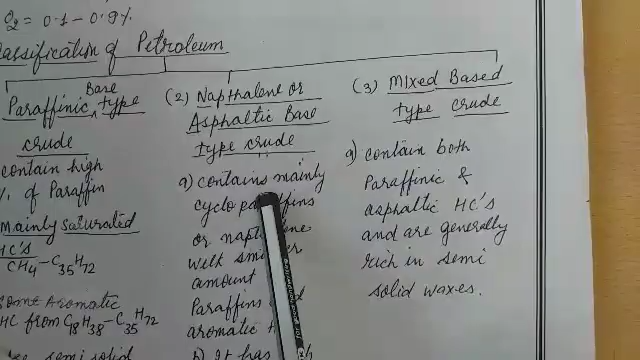 O2 = 0.1 - 0.9%
lassification of Petroleum
Paraffinic Base type
crude
contain high
% of Paraffin
Mainly saturated
HC's
CH4 - C35H72
some Aromatic
HC from C18H38 - C35H72
semi solid
(2) Napthalene or
Asphaltic Base
type crude
a) contains mainly
cyclo
or
with
amount
Paraffins
aromatic
b) It has
(3) Mixed Based
type crude
a) contain both
Paraffinic &
asphaltic HC's
and are generally
rich in semi
solid waxes.